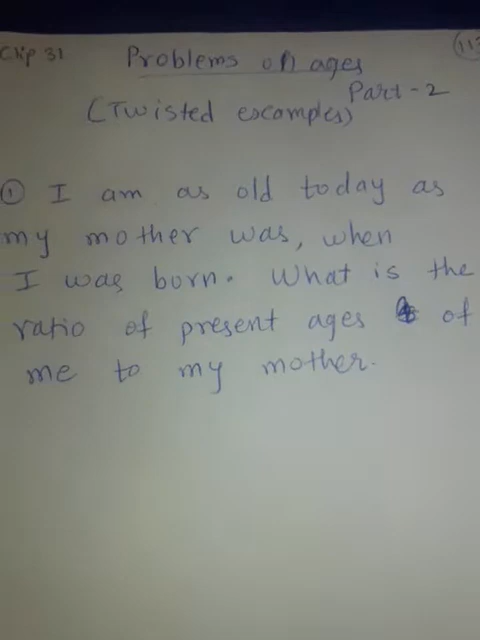 Clip 31
Problems on ages
Part-2
(Twisted examples)
① I am as old today as
my mother was, when
I was born. What is the
ratio of present ages of
me to my mother.